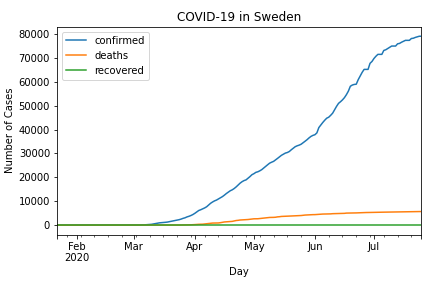 COVID-19 in Sweden
confirmed
deaths
recovered
Number of Cases
80000
70000
60000
50000
40000
30000
20000
10000
0
Feb
2020
Mar
Apr
May
Jun
Jul
Day